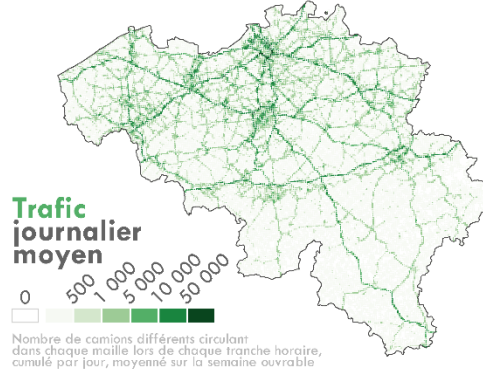 Trafic
journalier
moyen
0 500 1 000 5 000 10 000 50 000
Nombre de camions différents circulant
dans chaque maille lors de chaque tranche horaire,
cumulé par jour, moyenné sur la semaine ouvrable